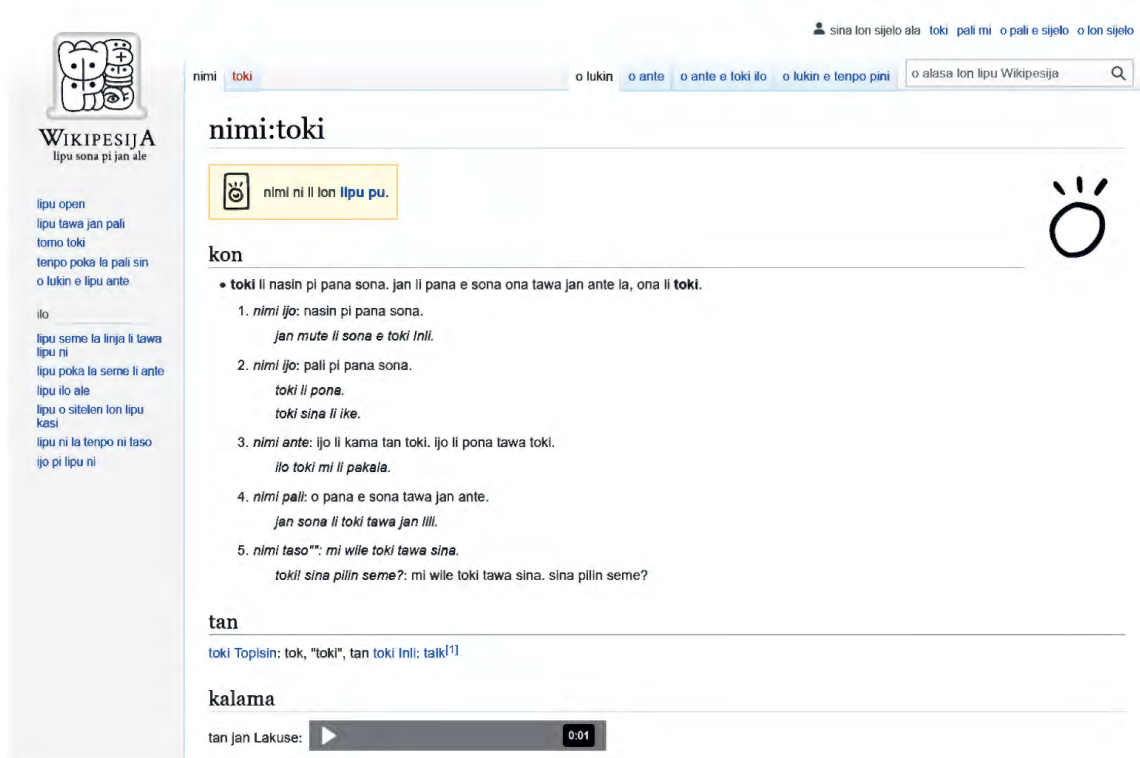 sina lon sijelo ala toki pali mi o pali e sijelo o lon sijelo
nimi toki o lukin o ante o ante e toki ilo o lukin e tempo pini o alasa lon lipu Wikipesija
WIKIPESIJA
lipu sona pi jan ale
lipu open
lipu tawa jan pali
tomo toki
tenpo poka la pali sin
o lukin e lipu ante
ilo
lipu seme la linja li tawa
lipu ni
lipu poka la seme li ante
lipu ilo ale
lipu o sitelen lon lipu
kasi
lipu ni la tenpo ni taso
ijo pi lipu ni
nimi:toki
nimi ni li lon lipu pu.
kon
• toki li nasin pi pana sona. jan li pana e sona ona tawa jan ante la, ona li toki.
1. nimi ijo: nasin pi pana sona.
jan mute li sona e toki Inli.
2. nimi ijo: pali pi pana sona.
toki li pona.
toki sina li ike.
3. nimi ante: ijo li kama tan toki. ijo li pona tawa toki.
ilo toki mi li pakala.
4. nimi pali: o pana e sona tawa jan ante.
jan sona li toki tawa jan lili.
5. nimi taso"": mi wile toki tawa sina.
toki! sina pilin seme?: mi wile toki tawa sina. sina pilin seme?
tan
toki Topisin: tok, "toki", tan toki Inli: talk[1]
kalama
tan jan Lakuse: 0:01